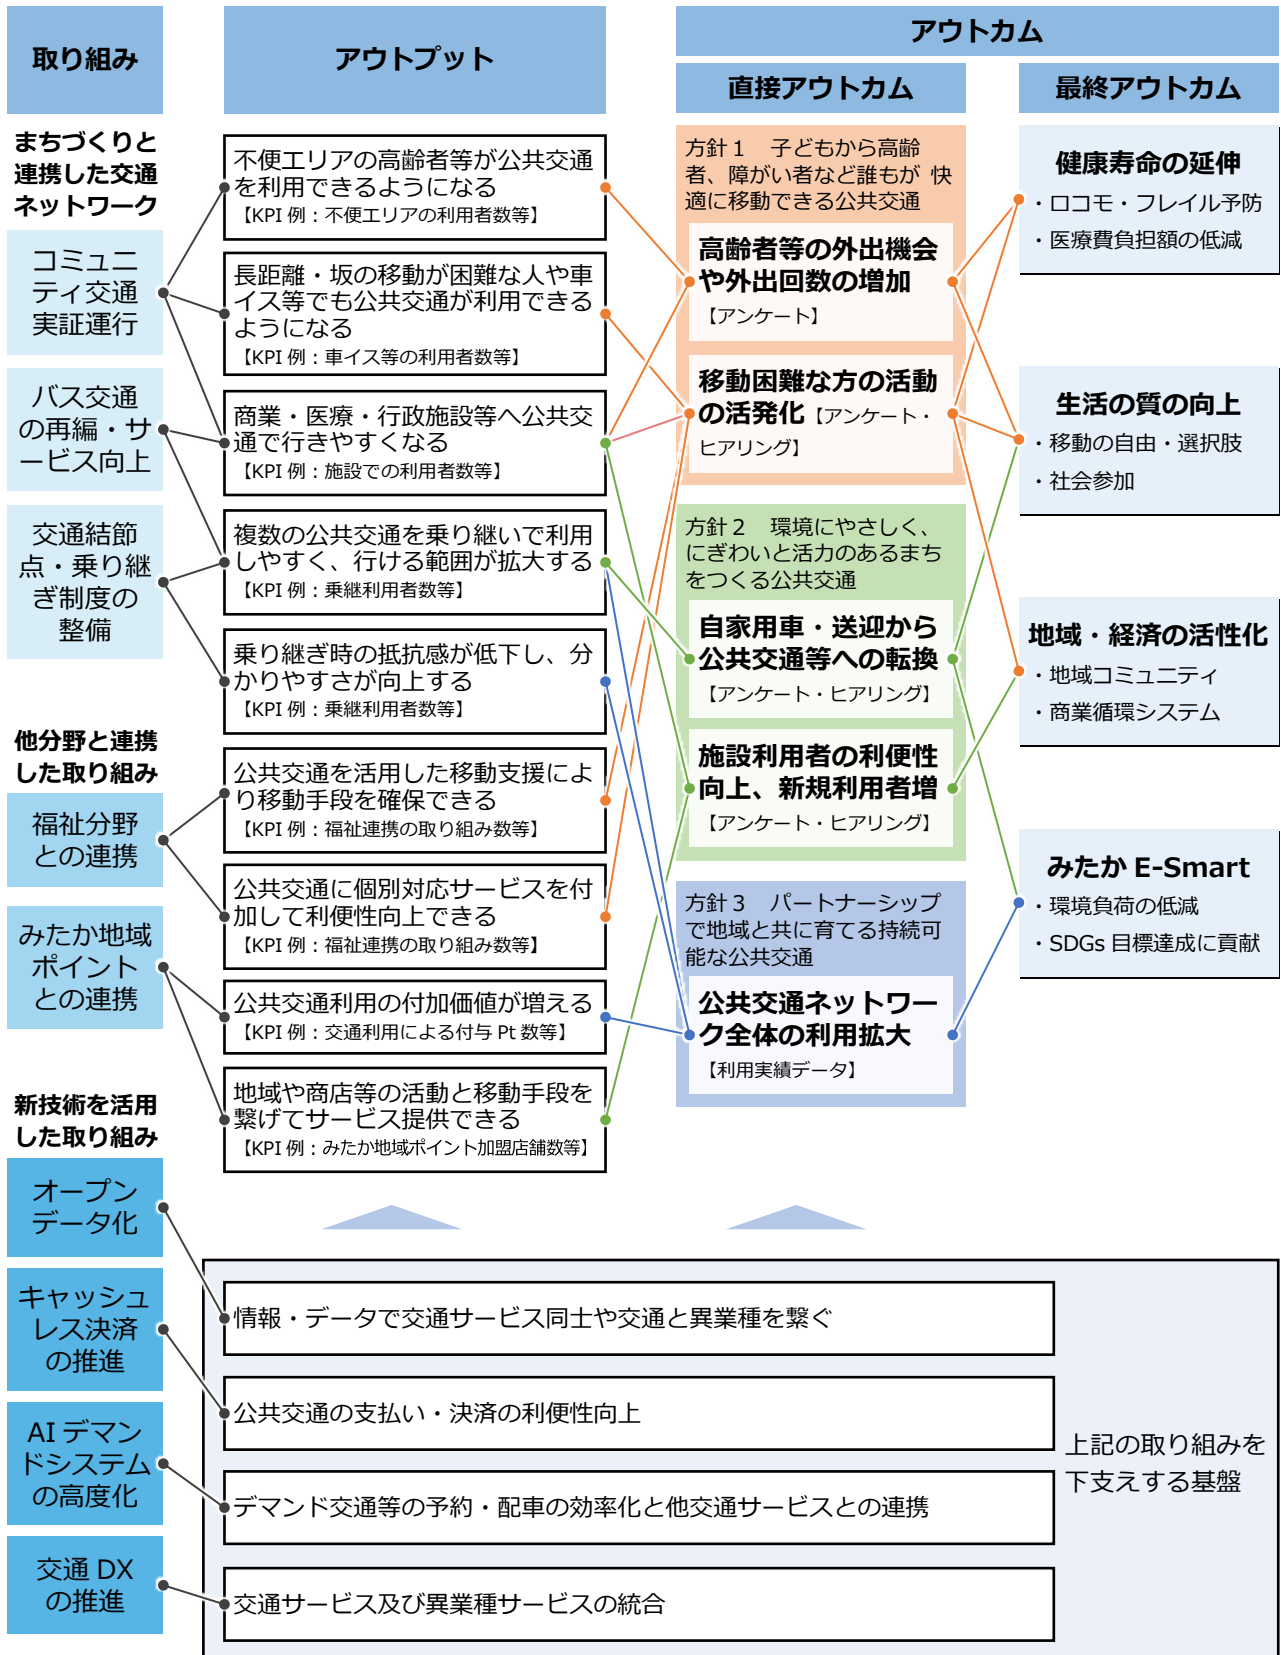 取り組み
アウトプット
アウトカム
直接アウトカム
最終アウトカム
まちづくりと
連携した交通
ネットワーク
コミュニ
ティ交通
実証運行
バス交通
の再編・サ
ービス向上
交通結節
点・乗り継
ぎ制度の
整備
他分野と連携
した取り組み
福祉分野
との連携
みたか地域
ポイント
との連携
新技術を活用
した取り組み
オープン
データ化
キャッシュ
レス決済
の推進
AI デマン
ドシステム
の高度化
交通 DX
の推進
不便エリアの高齢者等が公共交通
を利用できるようになる
【KPI 例：不便エリアの利用者数等】
長距離・坂の移動が困難な人や車
イス等でも公共交通が利用できる
ようになる
【KPI 例：車イス等の利用者数等】
商業・医療・行政施設等へ公共交
通で行きやすくなる
【KPI 例：施設での利用者数等】
複数の公共交通を乗り継いで利用
しやすく、行ける範囲が拡大する
【KPI 例：乗継利用者数等】
乗り継ぎ時の抵抗感が低下し、分
かりやすさが向上する
【KPI 例：乗継利用者数等】
公共交通を活用した移動支援によ
り移動手段を確保できる
【KPI 例：福祉連携の取り組み数等】
公共交通に個別対応サービスを付
加して利便性向上できる
【KPI 例：福祉連携の取り組み数等】
公共交通利用の付加価値が増える
【KPI 例：交通利用による付与 Pt 数等】
地域や商店等の活動と移動手段を
繋げてサービス提供できる
【KPI 例：みたか地域ポイント加盟店舗数等】
方針１　子どもから高齢
者、障がい者など誰もが 快
適に移動できる公共交通
高齢者等の外出機会
や外出回数の増加
【アンケート】
移動困難な方の活動
の活発化【アンケート・
ヒアリング】
方針２　環境にやさしく、
にぎわいと活力のあるまち
をつくる公共交通
自家用車・送迎から
公共交通等への転換
【アンケート・ヒアリング】
施設利用者の利便性
向上、新規利用者増
【アンケート・ヒアリング】
方針３　パートナーシップ
で地域と共に育てる持続可
能な公共交通
公共交通ネットワー
ク全体の利用拡大
【利用実績データ】
健康寿命の延伸
・ロコモ・フレイル予防
・医療費負担額の低減
生活の質の向上
・移動の自由・選択肢
・社会参加
地域・経済の活性化
・地域コミュニティ
・商業循環システム
みたか E-Smart
・環境負荷の低減
・SDGs 目標達成に貢献
情報・データで交通サービス同士や交通と異業種を繋ぐ
公共交通の支払い・決済の利便性向上
デマンド交通等の予約・配車の効率化と他交通サービスとの連携
交通サービス及び異業種サービスの統合
上記の取り組みを
下支えする基盤